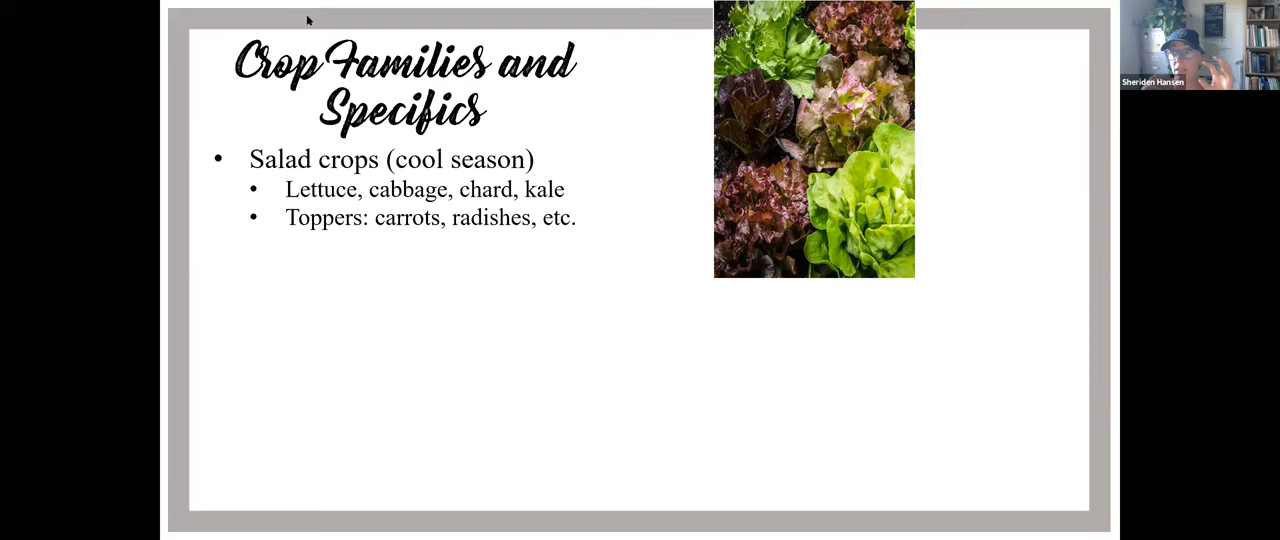 Crop Families and
Specifics
• Salad crops (cool season)
• Lettuce, cabbage, chard, kale
• Toppers: carrots, radishes, etc.
Sheriden Hansen